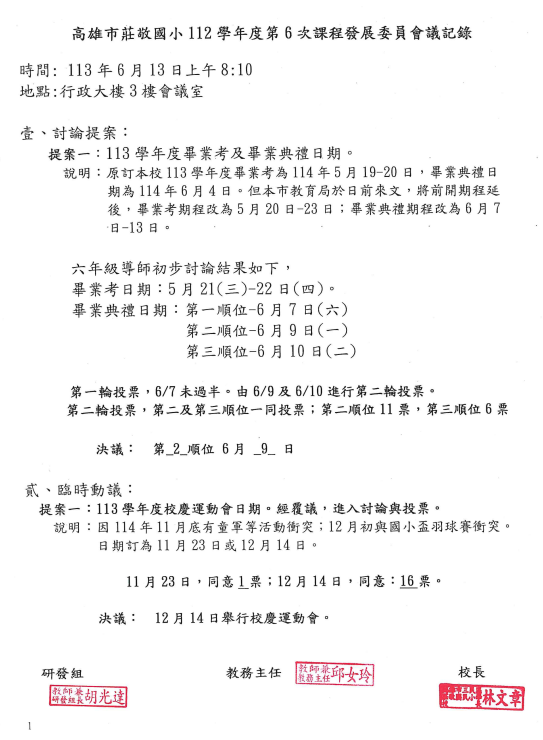 高雄市莊敬國小 112 學年度第 6 次課程發展委員會議記錄
時間: 113 年 6 月 13 日上午 8:10
地點:行政大樓 3 樓會議室
壹、討論提案：
提案一：113 學年度畢業考及畢業典禮日期。
說明：原訂本校 113 學年度畢業考為 114 年 5 月 19-20 日，畢業典禮日
期為 114 年 6 月 4 日。但本市教育局於日前來文，將前開期程延
後，畢業考期程改為 5 月 20 日-23 日；畢業典禮期程改為 6 月 7
日-13 日。
六年級導師初步討論結果如下，
畢業考日期：5 月 21(三)-22 日(四)。
畢業典禮日期：第一順位-6 月 7 日(六)
第二順位-6 月 9 日(一)
第三順位-6 月 10 日(二)
第一輪投票，6/7 未過半。由 6/9 及 6/10 進行第二輪投票。
第二輪投票，第二及第三順位一同投票；第二順位 11 票，第三順位 6 票
決議： 第_2_順位 6 月 _9_ 日
貳、臨時動議：
提案一：113 學年度校慶運動會日期。經覆議，進入討論與投票。
說明：因 114 年 11 月底有童軍等活動衝突；12 月初與國小盃羽球賽衝突。
日期訂為 11 月 23 日或 12 月 14 日。
11 月 23 日，同意 1 票；12 月 14 日，同意：16 票。
決議： 12 月 14 日舉行校慶運動會。
研發組 教務主任 校長
教師兼研發組長 胡光達 教師兼教務主任 邱女玲 林文章
1